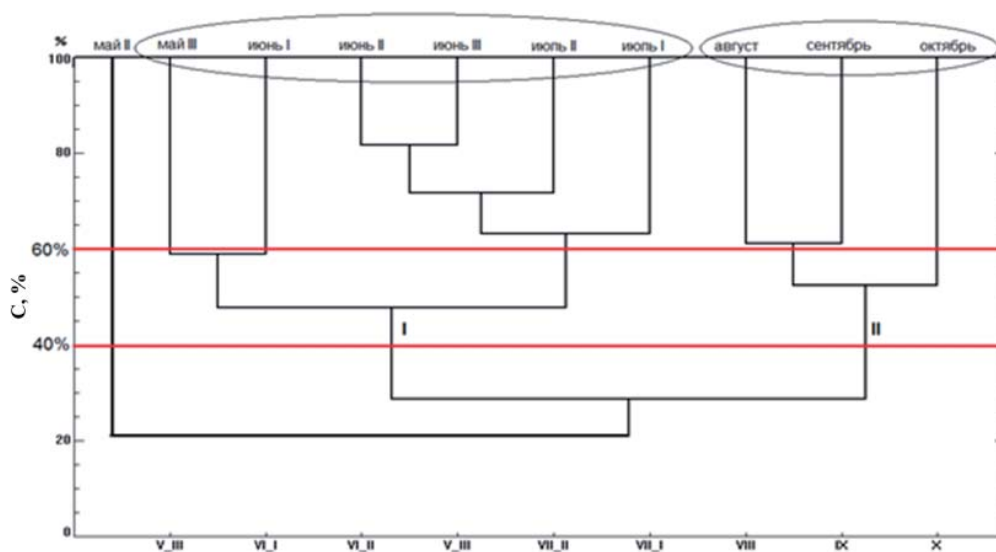 % май II май III июнь I июнь II июнь III июль II июль I август сентябрь октябрь
100
80
60%
C, %
I II
40%
20
0
V_III VI_I VI_II V_III VII_II VII_I VIII IX X